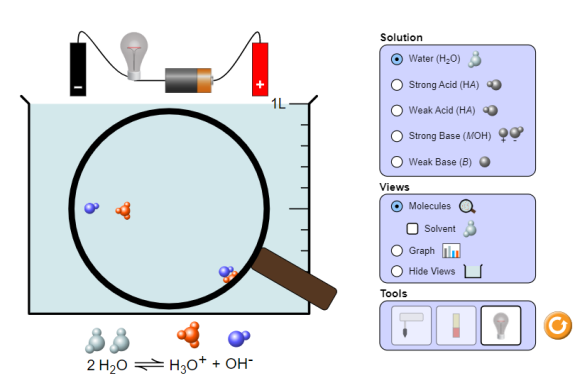 Solution
Water (H₂O)
Strong Acid (HA)
Weak Acid (HA)
Strong Base (MOH)
+ -
Weak Base (B)
Views
Molecules
Solvent
Graph
Hide Views
Tools
- +
1L
2 H₂O ⇌ H₃O⁺ + OH⁻